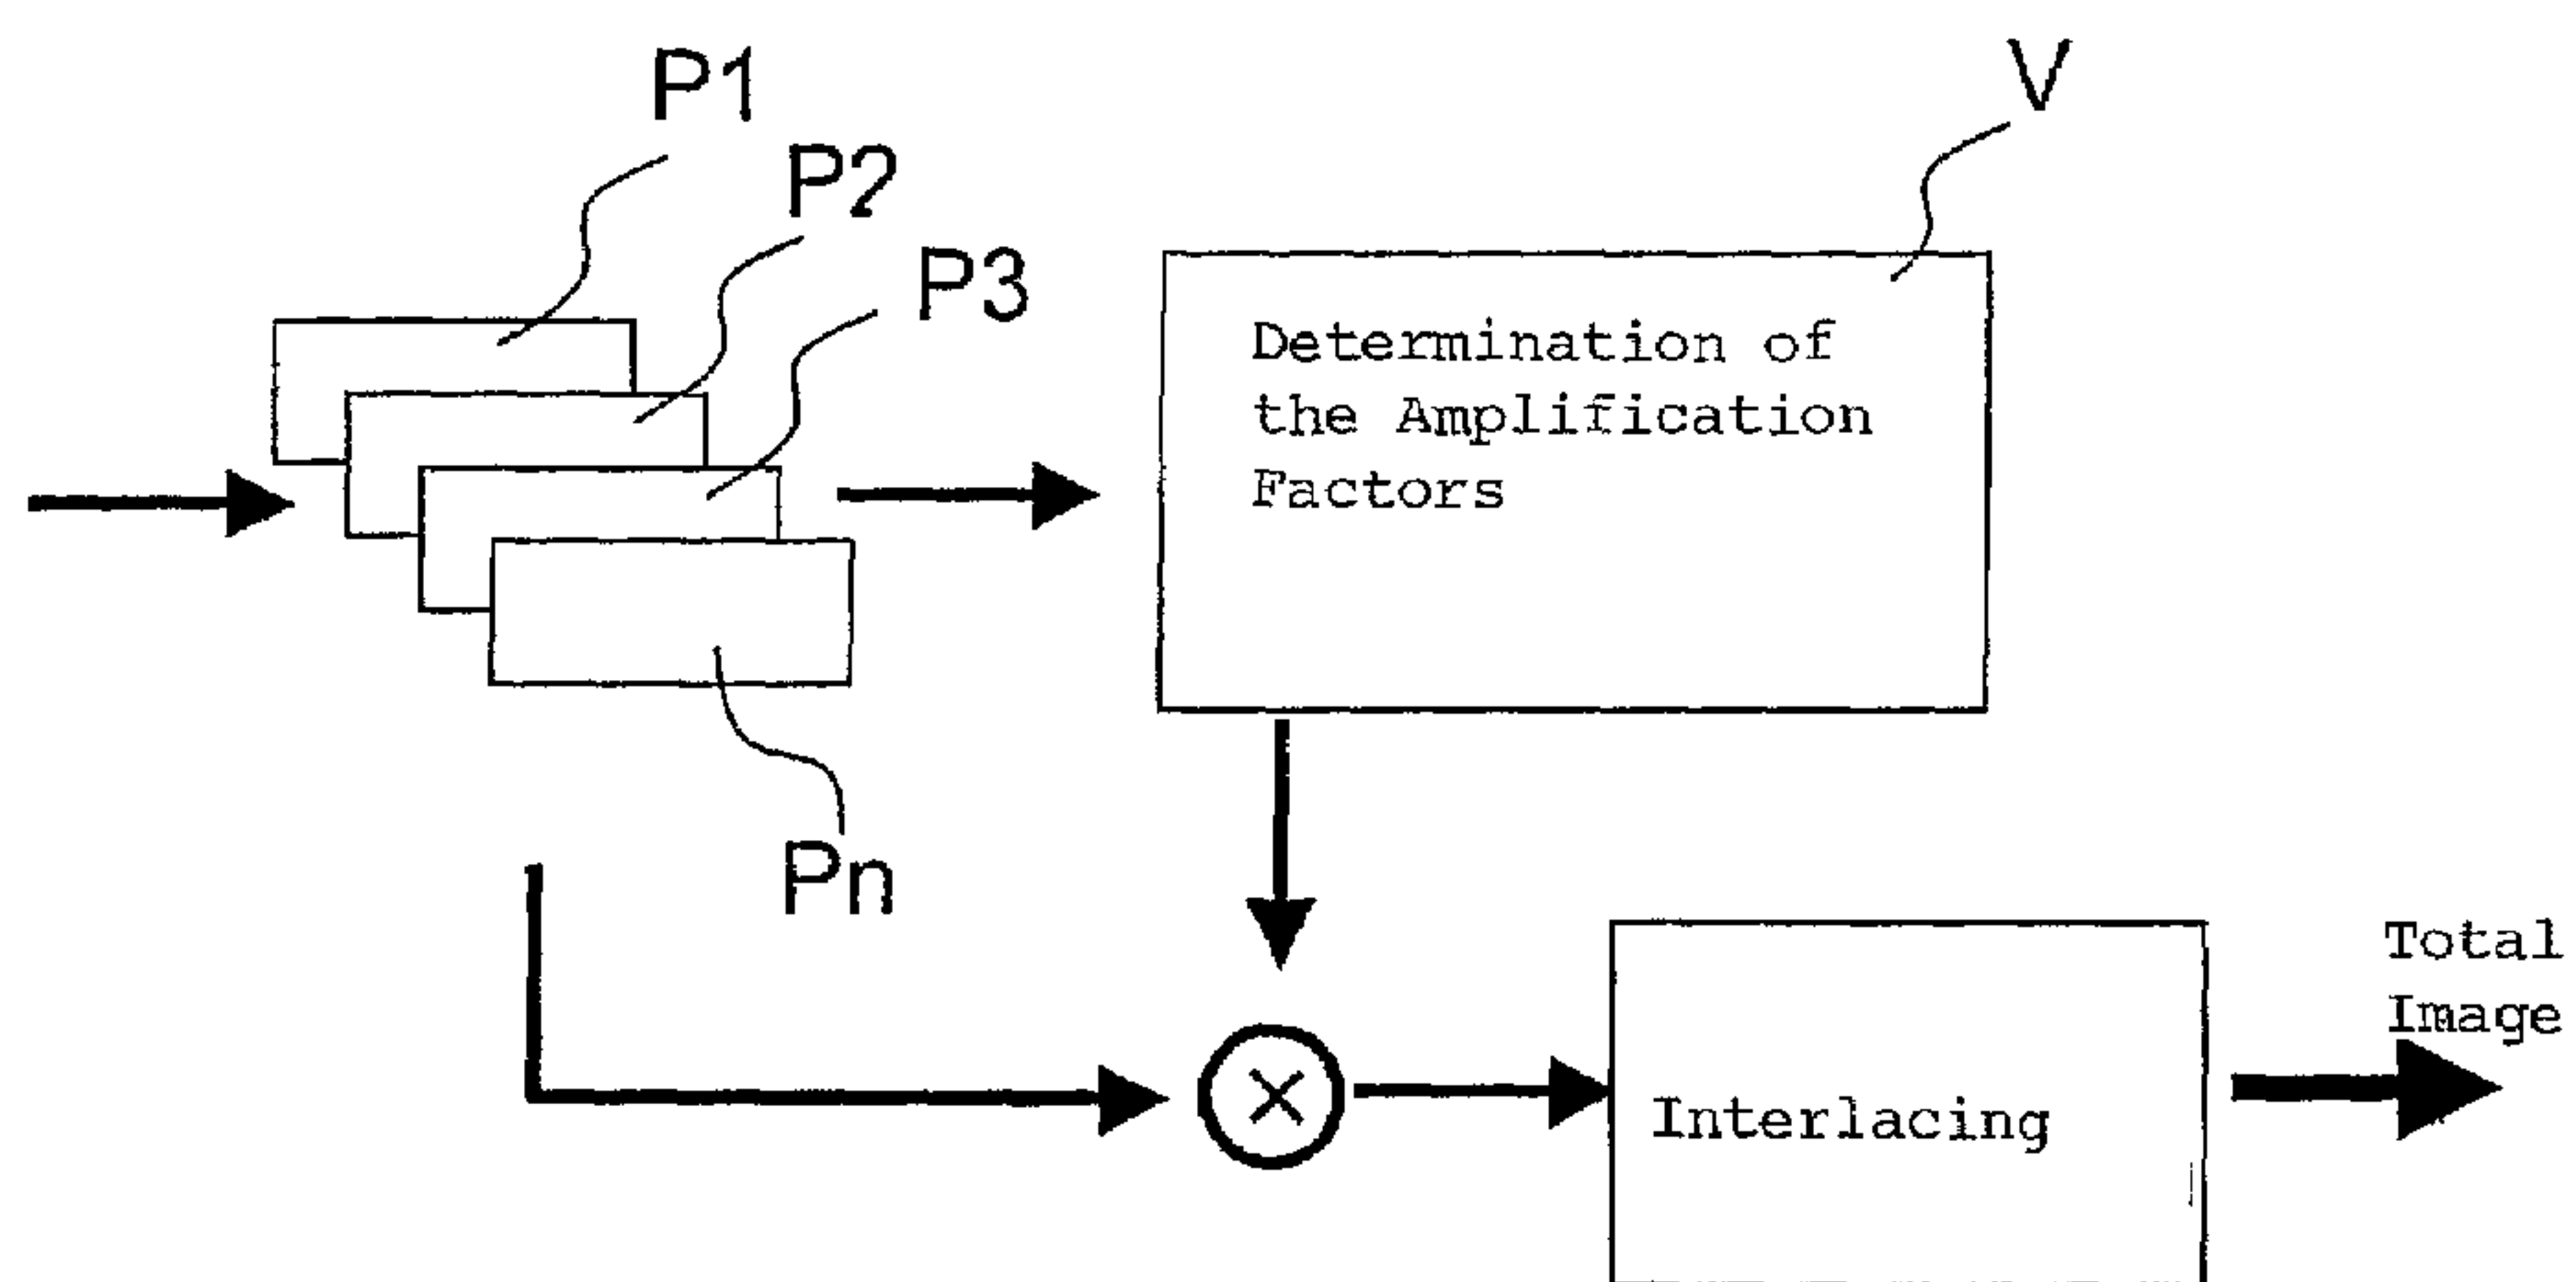 P1
P2
P3
V
Determination of
the Amplification
Factors
Pn
Total
Image
Interlacing